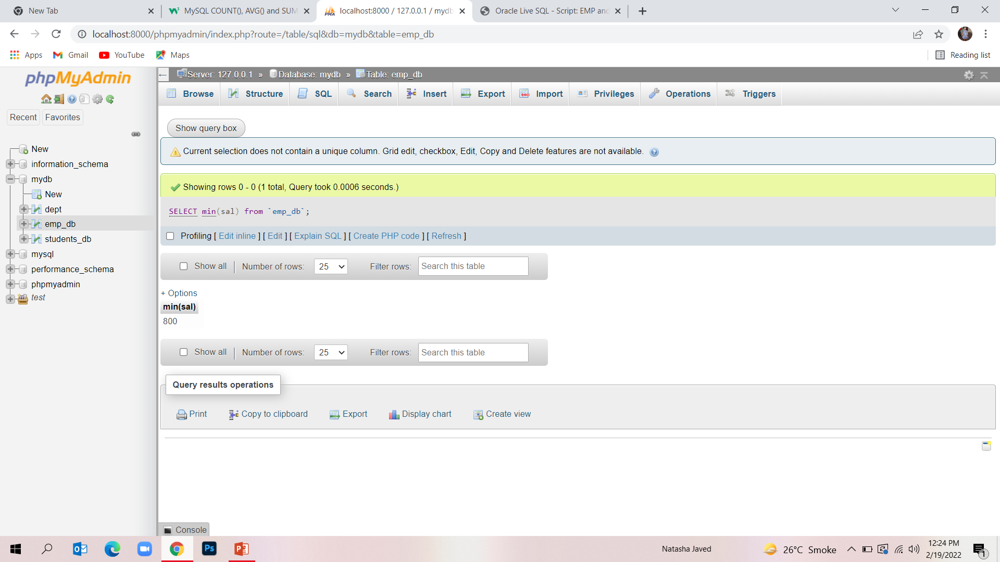 New Tab
MySQL COUNT(), AVG() and SUM
localhost:8000 / 127.0.0.1 / mydb
Oracle Live SQL - Script: EMP and
localhost:8000/phpmyadmin/index.php?route=/table/sql&db=mydb&table=emp_db
Apps Gmail YouTube Maps Reading list
phpMyAdmin
Recent Favorites
New
information_schema
mydb
New
dept
emp_db
students_db
mysql
performance_schema
phpmyadmin
test
Server: 127.0.0.1 » Database: mydb » Table: emp_db
Browse Structure SQL Search Insert Export Import Privileges Operations Triggers
Show query box
Current selection does not contain a unique column. Grid edit, checkbox, Edit, Copy and Delete features are not available.
Showing rows 0 - 0 (1 total, Query took 0.0006 seconds.)
SELECT min(sal) from `emp_db`;
Profiling [ Edit inline ] [ Edit ] [ Explain SQL ] [ Create PHP code ] [ Refresh ]
Show all | Number of rows: 25 Filter rows: Search this table
+ Options
min(sal)
800
Show all | Number of rows: 25 Filter rows: Search this table
Query results operations
Print Copy to clipboard Export Display chart Create view
Console
Natasha Javed
26°C Smoke
12:24 PM
2/19/2022
1